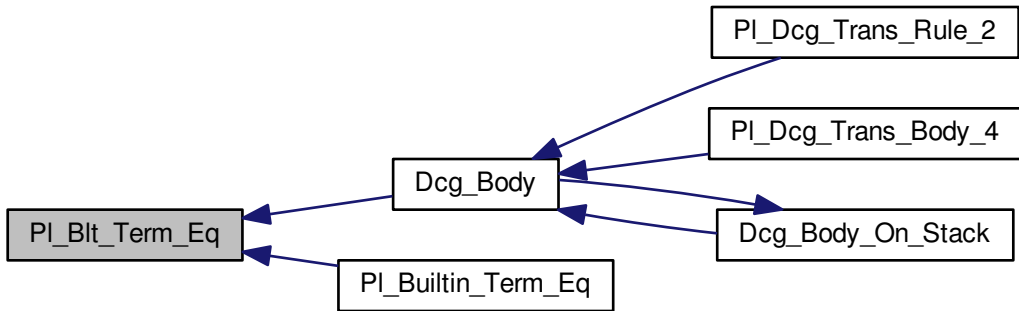 Pl_Dcg_Trans_Rule_2
Pl_Dcg_Trans_Body_4
Dcg_Body
Pl_Blt_Term_Eq
Dcg_Body_On_Stack
Pl_Builtin_Term_Eq